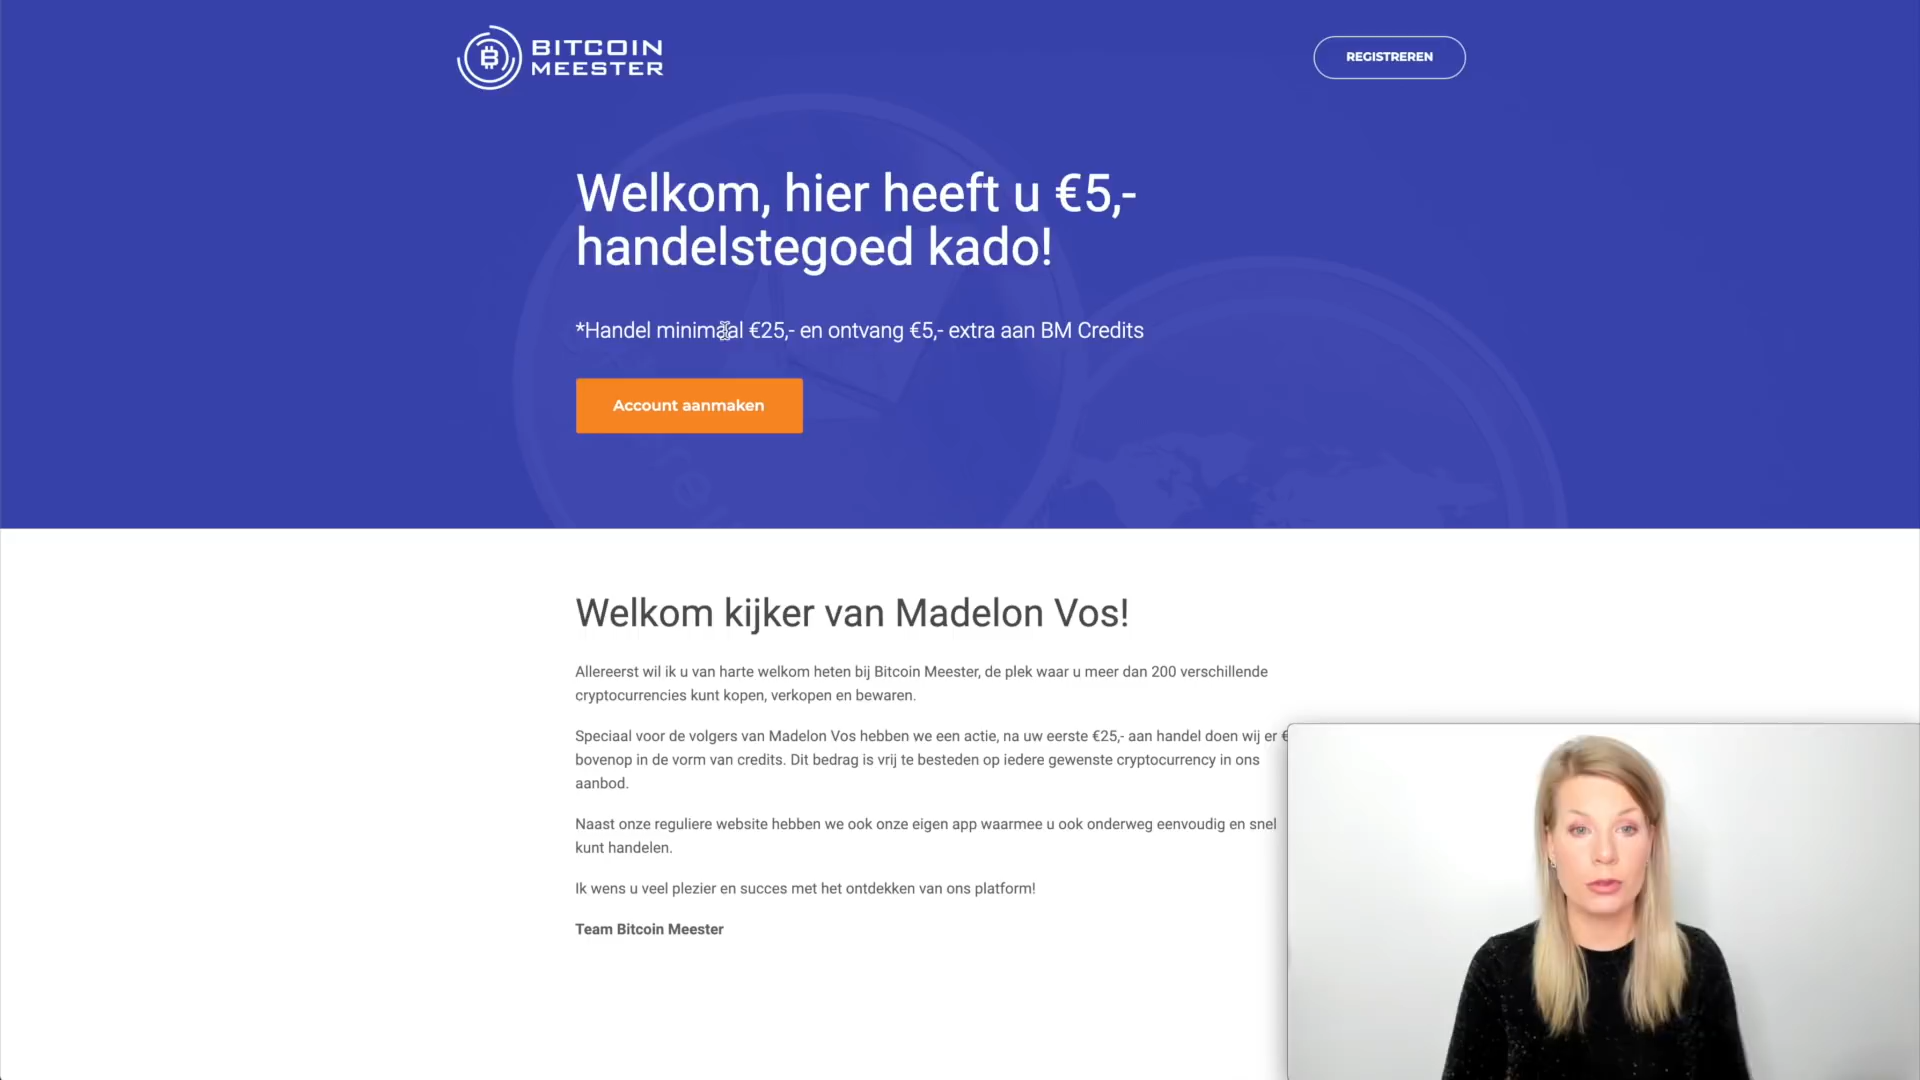 BITCOIN
MEESTER
REGISTREREN
Welkom, hier heeft u €5,-
handelstegoed kado!
*Handel minimaal €25,- en ontvang €5,- extra aan BM Credits
Account aanmaken
Welkom kijker van Madelon Vos!
Allereerst wil ik u van harte welkom heten bij Bitcoin Meester, de plek waar u meer dan 200 verschillende
cryptocurrencies kunt kopen, verkopen en bewaren.
Speciaal voor de volgers van Madelon Vos hebben we een actie, na uw eerste €25,- aan handel doen wij er
bovenop in de vorm van credits. Dit bedrag is vrij te besteden op iedere gewenste cryptocurrency in ons
aanbod.
Naast onze reguliere website hebben we ook onze eigen app waarmee u ook onderweg eenvoudig en snel
kunt handelen.
Ik wens u veel plezier en succes met het ontdekken van ons platform!
Team Bitcoin Meester